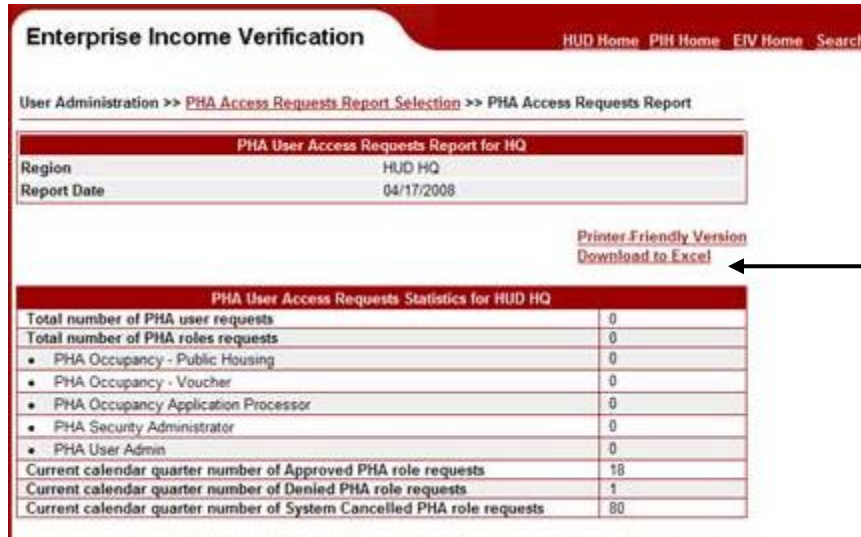 Enterprise Income Verification
HUD Home PIH Home EIV Home Search
User Administration >> PHA Access Requests Report Selection >> PHA Access Requests Report
PHA User Access Requests Report for HQ
Region HUD HQ
Report Date 04/17/2008
Printer-Friendly Version
Download to Excel
PHA User Access Requests Statistics for HUD HQ
Total number of PHA user requests 0
Total number of PHA roles requests 0
• PHA Occupancy - Public Housing 0
• PHA Occupancy - Voucher 0
• PHA Occupancy Application Processor 0
• PHA Security Administrator 0
• PHA User Admin 0
Current calendar quarter number of Approved PHA role requests 18
Current calendar quarter number of Denied PHA role requests 1
Current calendar quarter number of System Cancelled PHA role requests 80